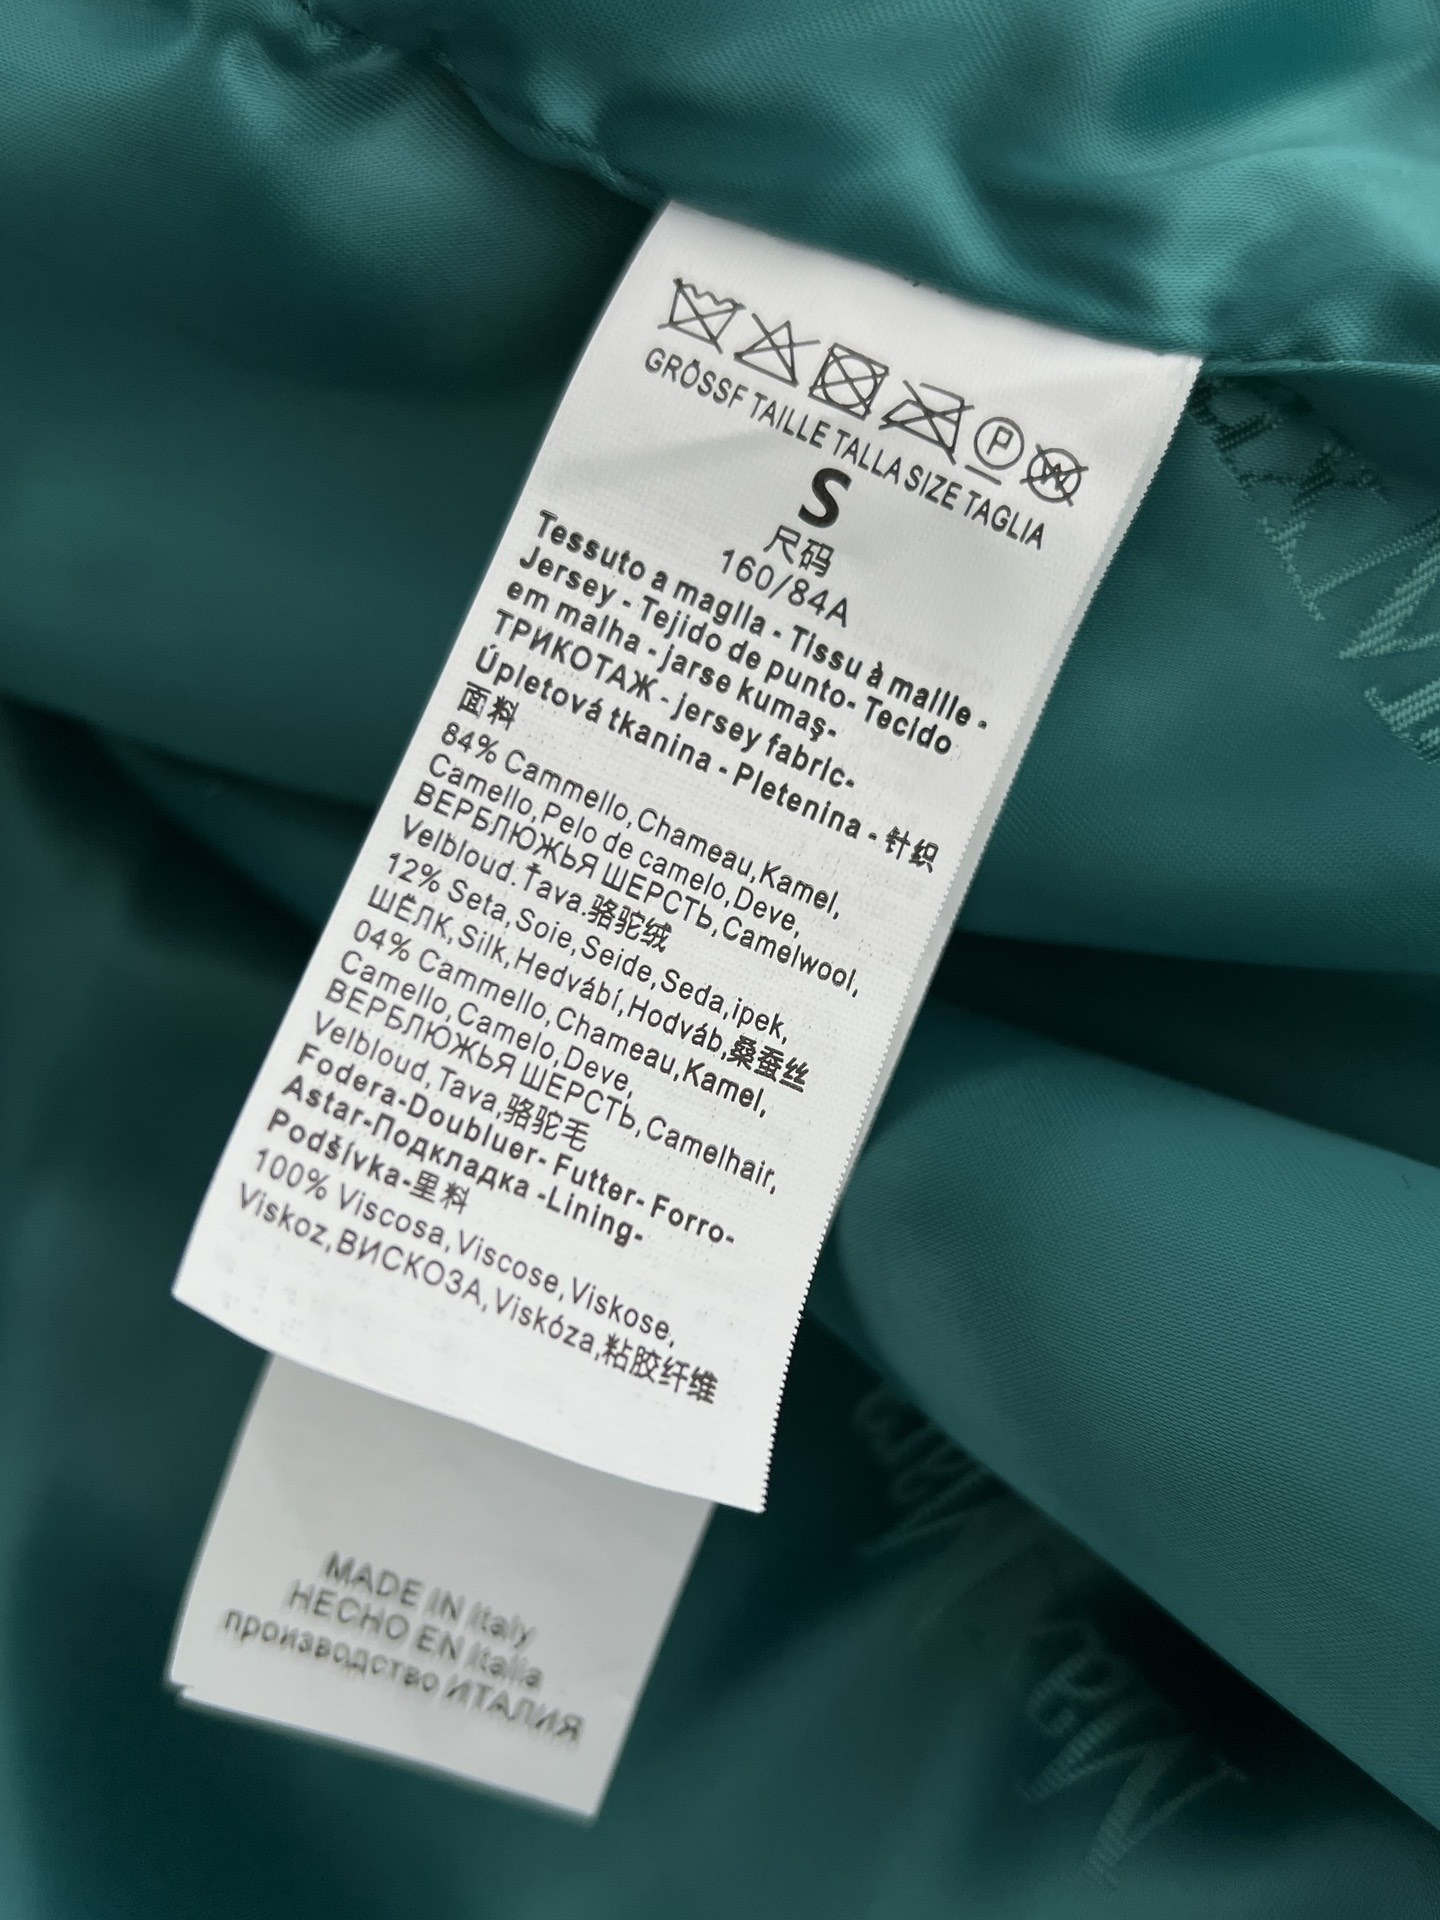 GRÖSSF TAILLE TALLA SIZE TAGLIA
S
尺码
160/84A
Tessuto a maglla - Tissu à maille -
Jersey - Tejido de punto- Tecido
em malha - jarse kumaş-
ТРИКОТАЖ - jersey fabric-
Úpletová tkanina - Pletenina - 针织
面料
84% Cammello,Chameau,Kamel,
Camello,Pelo de camelo,Deve,
ВЕРБЛЮЖЬЯ ШЕРСТЬ,Camelwool,
Velbloud.Ťava.骆驼绒
12% Seta,Soie,Seide,Seda,ipek,
ШЁЛК,Silk,Hedvábí,Hodváb,桑蚕丝
04% Cammello,Chameau,Kamel,
Camello,Camelo,Deve,
ВЕРБЛЮЖЬЯ ШЕРСТЬ,Camelhair,
Velbloud,Tava,骆驼毛
Fodera-Doubluer- Futter- Forro-
Astar-Подкладка -Lining-
Podšívka-里料
100% Viscosa,Viscose,Viskose,
Viskoz,ВИСКОЗА,Viskóza,粘胶纤维
MADE IN Italy
HECHO EN Italia
производство ИТАЛИЯ